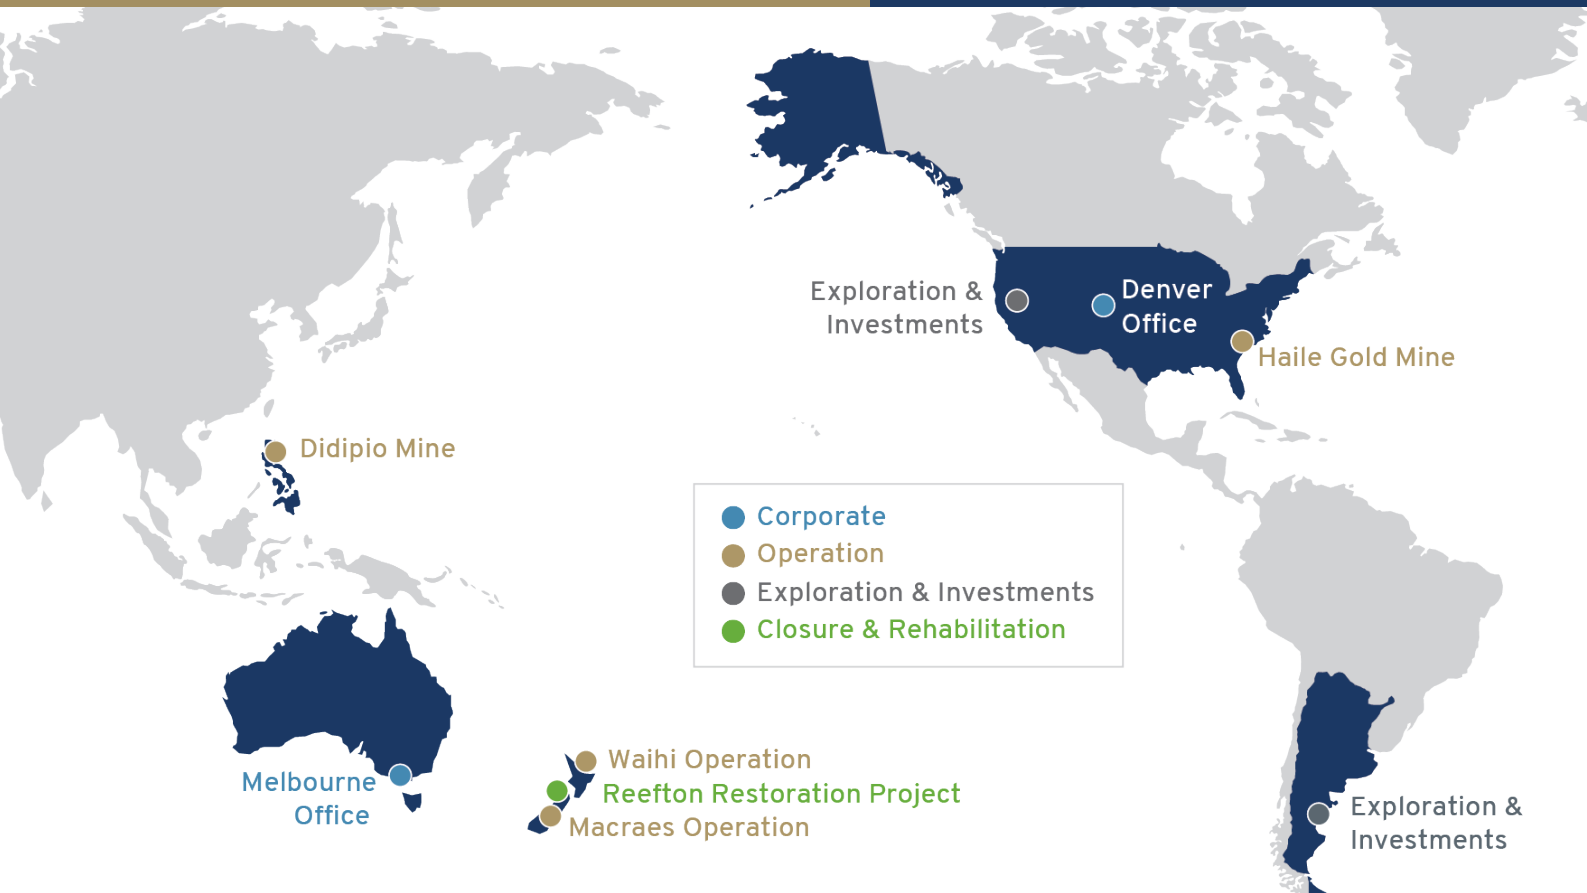 Exploration &
Investments
Denver
Office
Haile Gold Mine
Didipio Mine
Corporate
Operation
Exploration & Investments
Closure & Rehabilitation
Melbourne
Office
Waihi Operation
Reefton Restoration Project
Macraes Operation
Exploration &
Investments